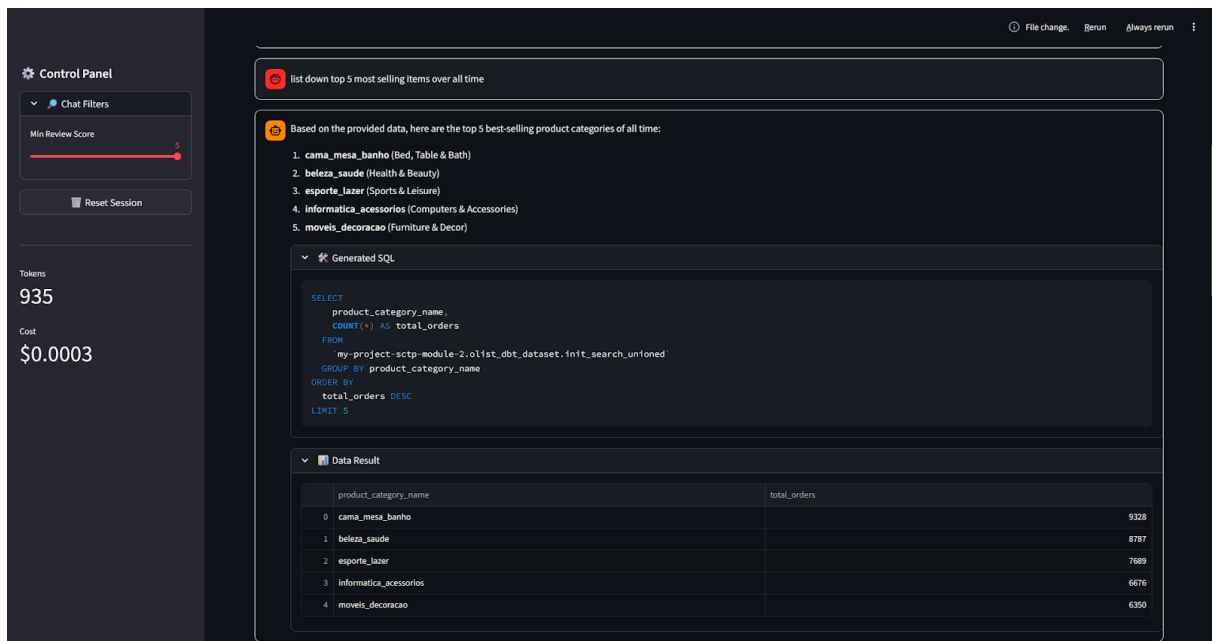 File change. Rerun Always rerun
Control Panel
Chat Filters
Min Review Score
5
Reset Session
Tokens
935
Cost
$0.0003
list down top 5 most selling items over all time
Based on the provided data, here are the top 5 best-selling product categories of all time:
1. cama_mesa_banho (Bed, Table & Bath)
2. beleza_saude (Health & Beauty)
3. esporte_lazer (Sports & Leisure)
4. informatica_acessorios (Computers & Accessories)
5. moveis_decoracao (Furniture & Decor)
Generated SQL
SELECT
product_category_name,
COUNT(*) AS total_orders
FROM
`my-project-sctp-module-2.olist_dbt_dataset.init_search_unioned`
GROUP BY product_category_name
ORDER BY
total_orders DESC
LIMIT 5
Data Result
product_category_name total_orders
0 cama_mesa_banho 9328
1 beleza_saude 8787
2 esporte_lazer 7689
3 informatica_acessorios 6676
4 moveis_decoracao 6350